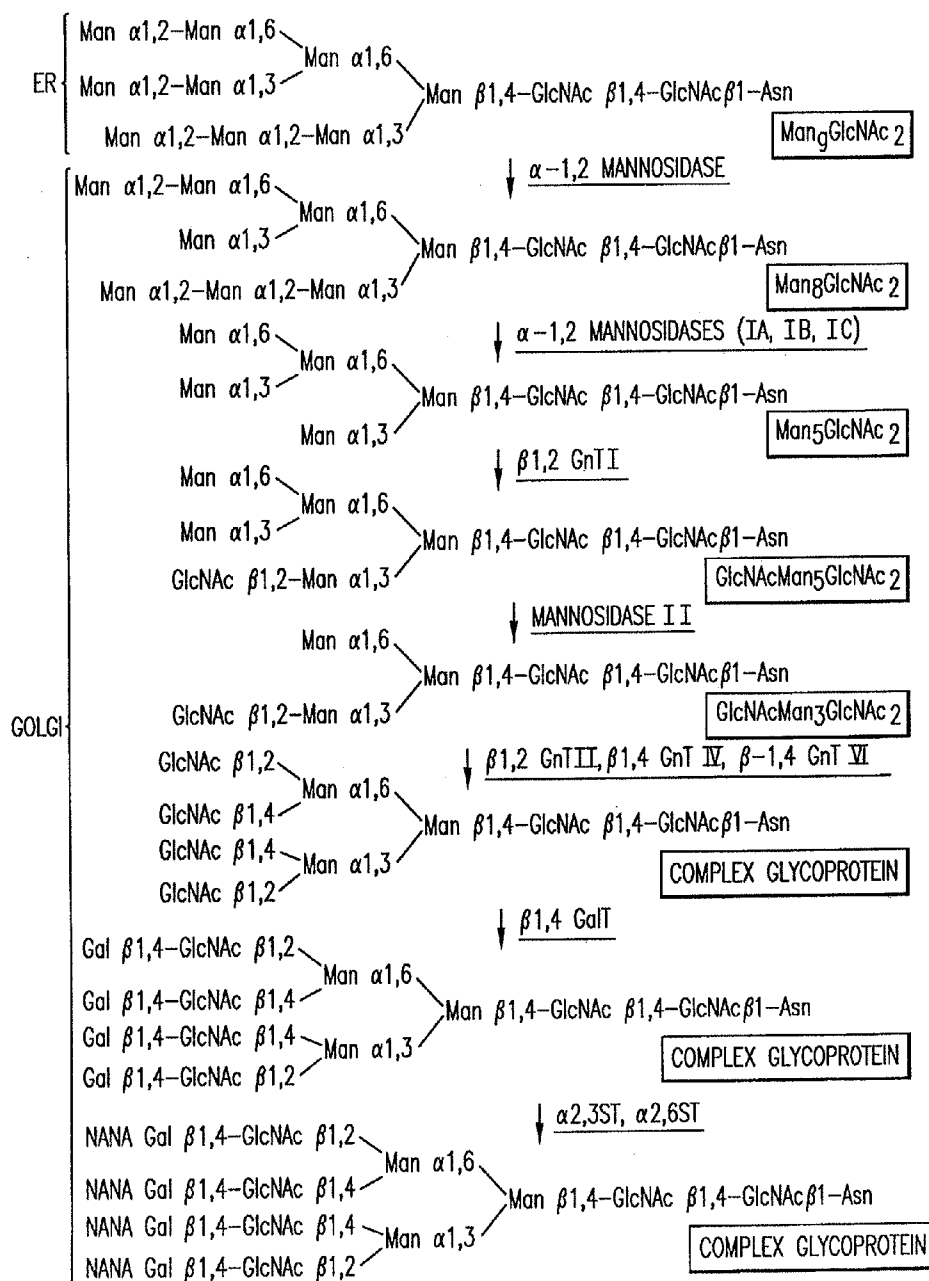 Man α1,2–Man α1,6
Man α1,6
ER
Man α1,2–Man α1,3
Man β1,4–GlcNAc β1,4–GlcNAcβ1–Asn
Man α1,2–Man α1,2–Man α1,3
Man9GlcNAc2
α–1,2 MANNOSIDASE
Man α1,2–Man α1,6
Man α1,6
Man α1,3
Man β1,4–GlcNAc β1,4–GlcNAcβ1–Asn
Man α1,2–Man α1,2–Man α1,3
Man8GlcNAc2
α–1,2 MANNOSIDASES (IA, IB, IC)
Man α1,6
Man α1,6
Man α1,3
Man β1,4–GlcNAc β1,4–GlcNAcβ1–Asn
Man α1,3
Man5GlcNAc2
β1,2 GnTI
Man α1,6
Man α1,6
Man α1,3
Man β1,4–GlcNAc β1,4–GlcNAcβ1–Asn
GlcNAc β1,2–Man α1,3
GlcNAcMan5GlcNAc2
MANNOSIDASE II
Man α1,6
Man β1,4–GlcNAc β1,4–GlcNAcβ1–Asn
GlcNAc β1,2–Man α1,3
GlcNAcMan3GlcNAc2
GOLGI
β1,2 GnTII, β1,4 GnT IV, β–1,4 GnT VI
GlcNAc β1,2
Man α1,6
GlcNAc β1,4
Man β1,4–GlcNAc β1,4–GlcNAcβ1–Asn
GlcNAc β1,4
Man α1,3
GlcNAc β1,2
COMPLEX GLYCOPROTEIN
β1,4 GalT
Gal β1,4–GlcNAc β1,2
Man α1,6
Gal β1,4–GlcNAc β1,4
Man β1,4–GlcNAc β1,4–GlcNAcβ1–Asn
Gal β1,4–GlcNAc β1,4
Man α1,3
Gal β1,4–GlcNAc β1,2
COMPLEX GLYCOPROTEIN
α2,3ST, α2,6ST
NANA Gal β1,4–GlcNAc β1,2
Man α1,6
NANA Gal β1,4–GlcNAc β1,4
Man β1,4–GlcNAc β1,4–GlcNAcβ1–Asn
NANA Gal β1,4–GlcNAc β1,4
Man α1,3
NANA Gal β1,4–GlcNAc β1,2
COMPLEX GLYCOPROTEIN